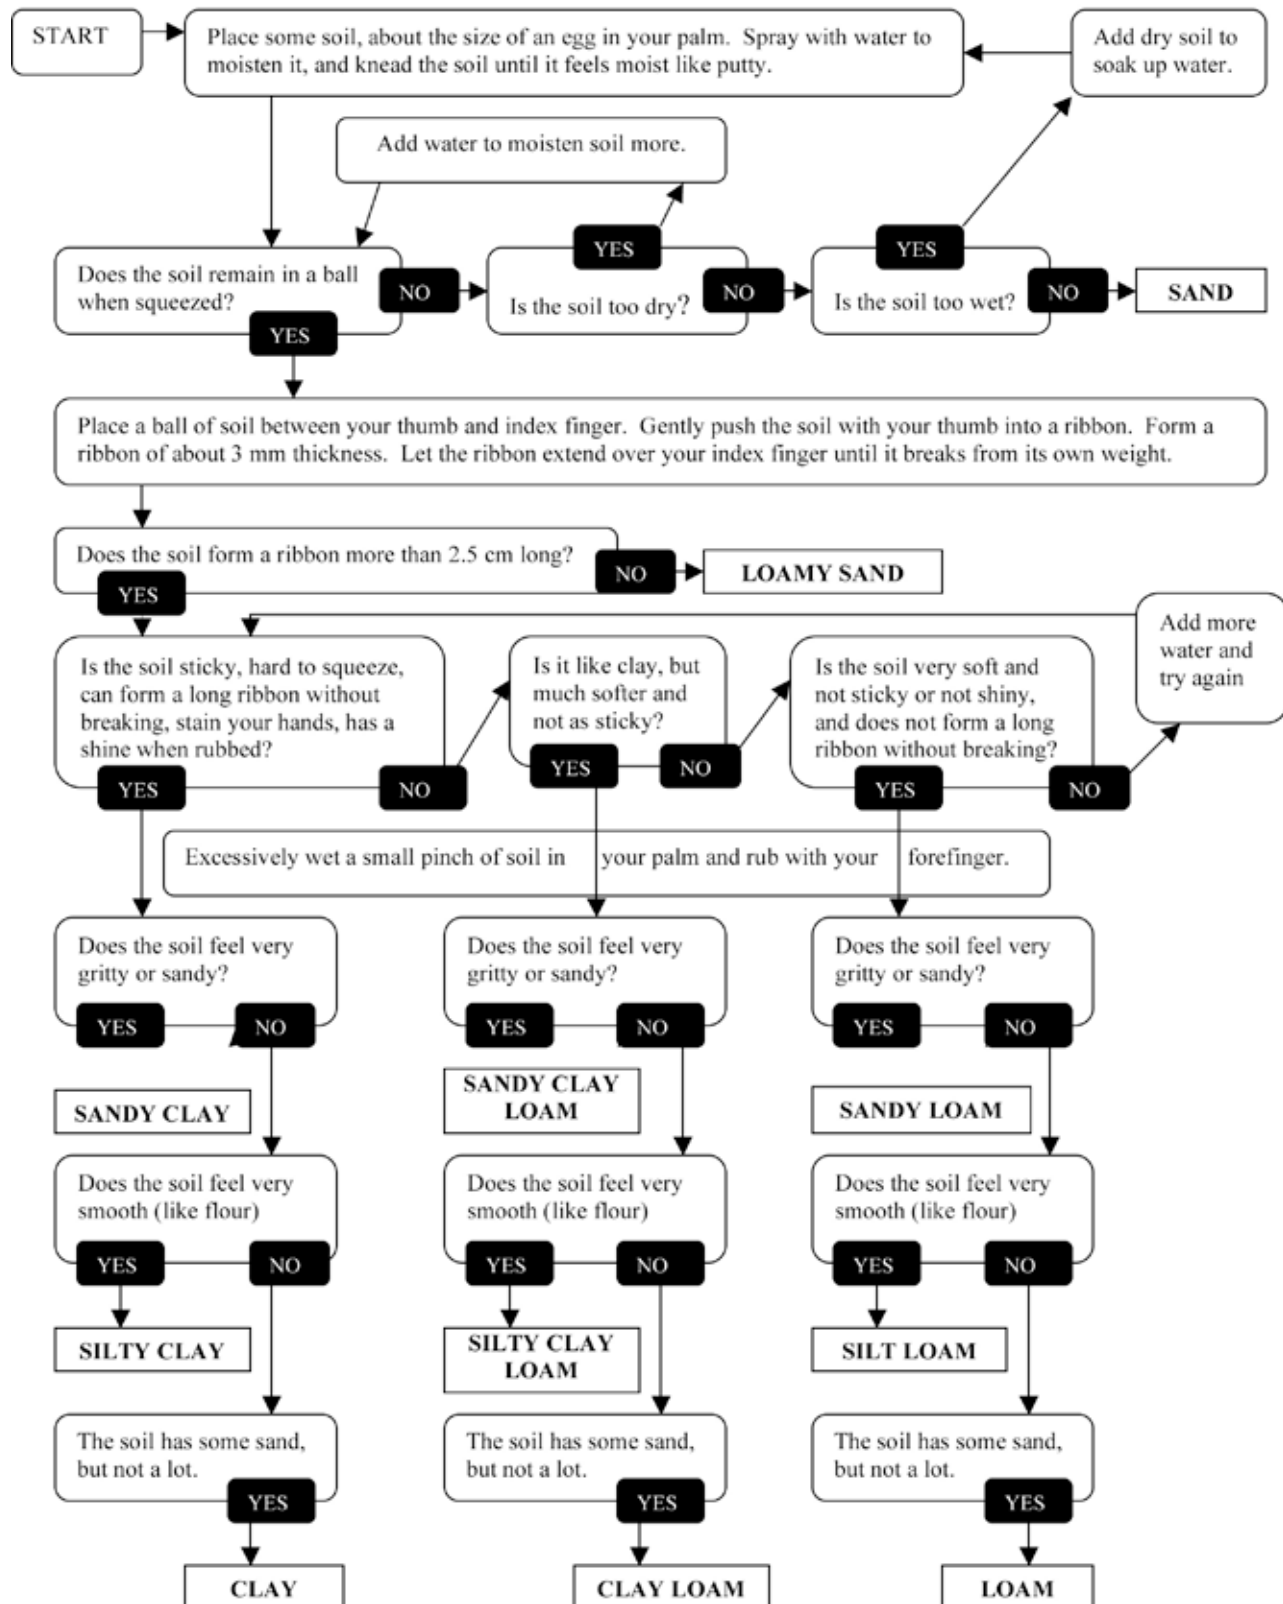 START
Place some soil, about the size of an egg in your palm.  Spray with water to
moisten it, and knead the soil until it feels moist like putty.
Add dry soil to
soak up water.
Add water to moisten soil more.
Does the soil remain in a ball
when squeezed?
NO
YES
YES
Is the soil too dry?
NO
YES
Is the soil too wet?
NO
SAND
Place a ball of soil between your thumb and index finger.  Gently push the soil with your thumb into a ribbon.  Form a
ribbon of about 3 mm thickness.  Let the ribbon extend over your index finger until it breaks from its own weight.
Does the soil form a ribbon more than 2.5 cm long?
YES
NO
LOAMY SAND
Is the soil sticky, hard to squeeze,
can form a long ribbon without
breaking, stain your hands, has a
shine when rubbed?
YES
NO
Is it like clay, but
much softer and
not as sticky?
YES
NO
Is the soil very soft and
not sticky or not shiny,
and does not form a long
ribbon without breaking?
YES
NO
Add more
water and
try again
Excessively wet a small pinch of soil in your palm and rub with your forefinger.
Does the soil feel very
gritty or sandy?
YES
NO
SANDY CLAY
Does the soil feel very
smooth (like flour)
YES
NO
SILTY CLAY
The soil has some sand,
but not a lot.
YES
CLAY
Does the soil feel very
gritty or sandy?
YES
NO
SANDY CLAY
LOAM
Does the soil feel very
smooth (like flour)
YES
NO
SILTY CLAY
LOAM
The soil has some sand,
but not a lot.
YES
CLAY LOAM
Does the soil feel very
gritty or sandy?
YES
NO
SANDY LOAM
Does the soil feel very
smooth (like flour)
YES
NO
SILT LOAM
The soil has some sand,
but not a lot.
YES
LOAM